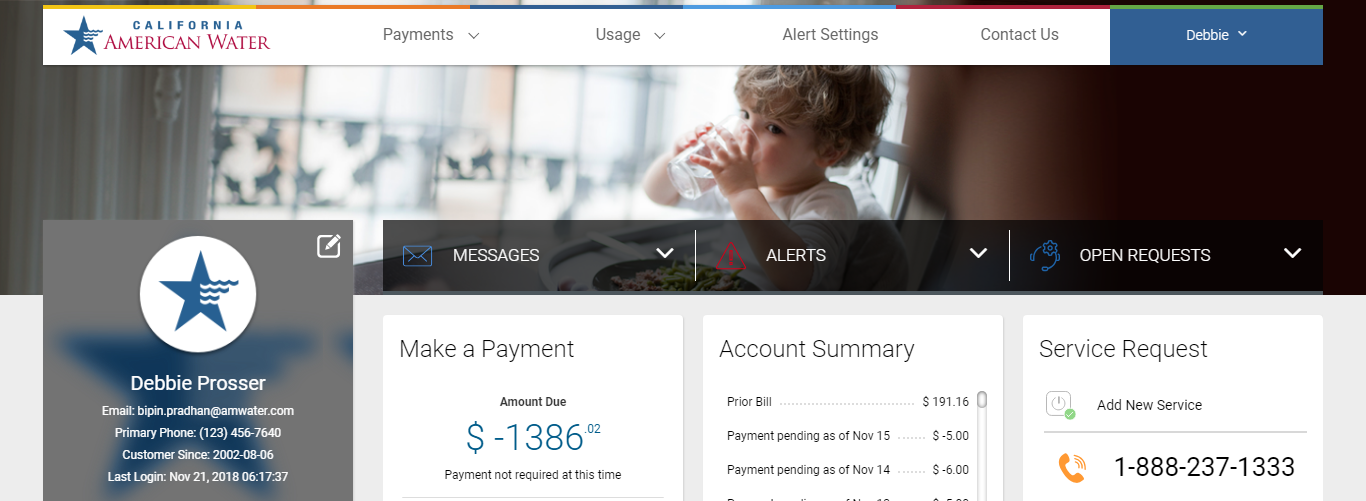 CALIFORNIA
AMERICAN WATER
Payments
Usage
Alert Settings
Contact Us
Debbie
MESSAGES
ALERTS
OPEN REQUESTS
Debbie Prosser
Email: bipin.pradhan@amwater.com
Primary Phone: (123) 456-7640
Customer Since: 2002-08-06
Last Login: Nov 21, 2018 06:17:37
Make a Payment
Amount Due
$ -1386.02
Payment not required at this time
Account Summary
Prior Bill $ 191.16
Payment pending as of Nov 15 $ -5.00
Payment pending as of Nov 14 $ -6.00
Service Request
Add New Service
1-888-237-1333